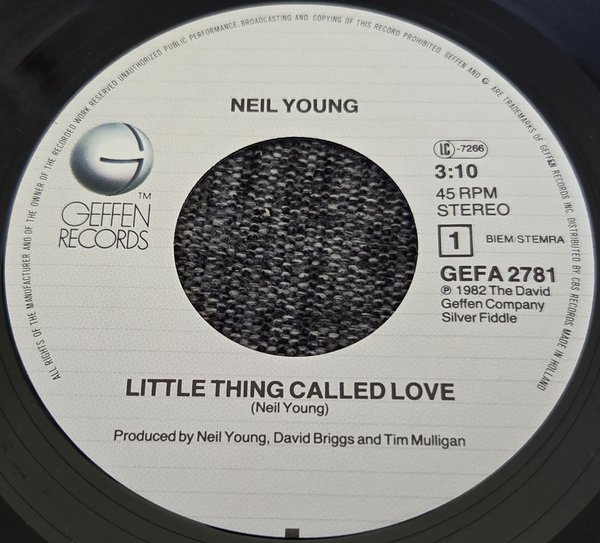 ALL RIGHTS OF THE MANUFACTURER AND OF THE OWNER OF THE RECORDED WORK RESERVED. UNAUTHORIZED PUBLIC PERFORMANCE, BROADCASTING AND COPYING OF THIS RECORD PROHIBITED. GEFFEN AND G ARE TRADEMARKS OF GEFFEN RECORDS INC. DISTRIBUTED BY CBS RECORDS. MADE IN HOLLAND
NEIL YOUNG
G
TM
GEFFEN
RECORDS
LC -7266
3:10
45 RPM
STEREO
1 BIEM/STEMRA
GEFA 2781
℗ 1982 The David
Geffen Company
Silver Fiddle
LITTLE THING CALLED LOVE
(Neil Young)
Produced by Neil Young, David Briggs and Tim Mulligan